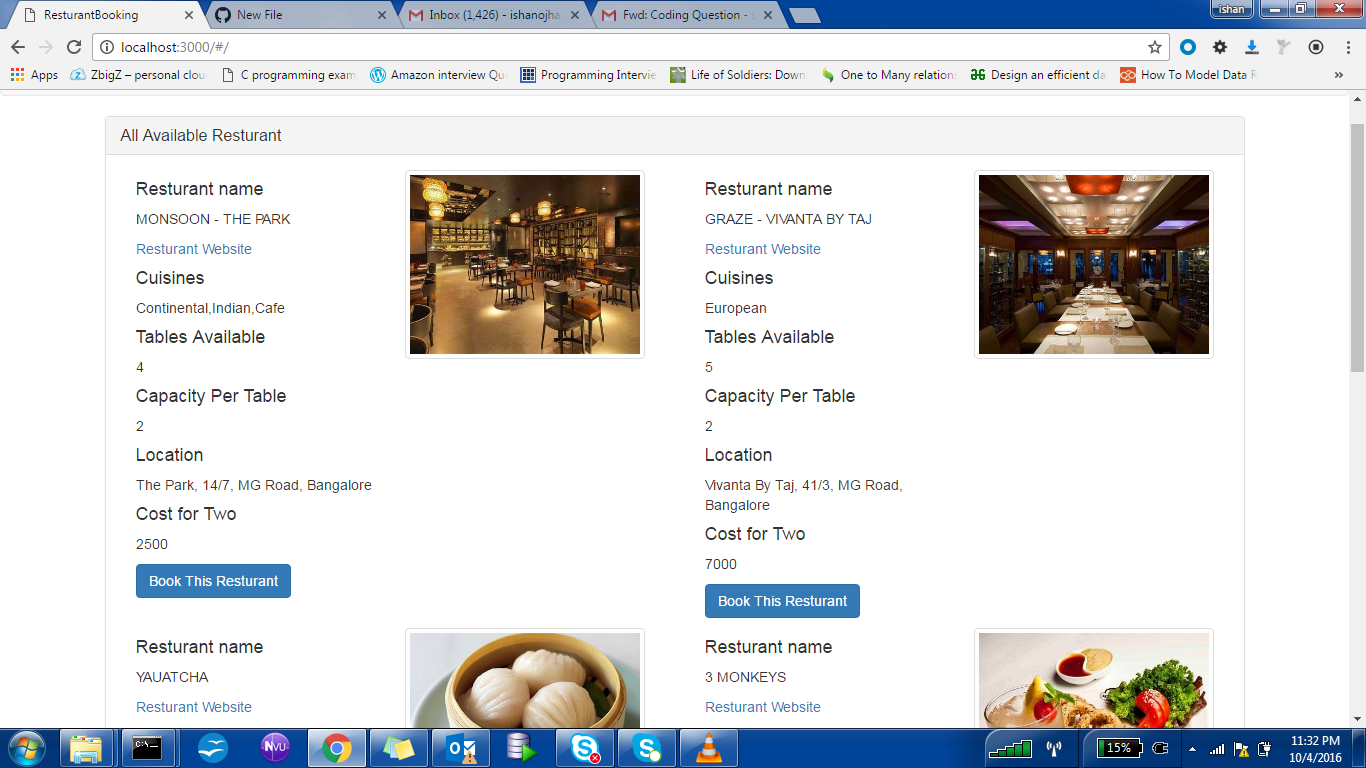 ResturantBooking
New File
Inbox (1,426) - ishanojha
Fwd: Coding Question -
ishan
localhost:3000/#/
Apps
ZbigZ – personal clou
C programming exam
Amazon interview Qu
Programming Intervie
Life of Soldiers: Down
One to Many relation
Design an efficient da
How To Model Data R
»
All Available Resturant
Resturant name
MONSOON - THE PARK
Resturant Website
Cuisines
Continental,Indian,Cafe
Tables Available
4
Capacity Per Table
2
Location
The Park, 14/7, MG Road, Bangalore
Cost for Two
2500
Book This Resturant
Resturant name
GRAZE - VIVANTA BY TAJ
Resturant Website
Cuisines
European
Tables Available
5
Capacity Per Table
2
Location
Vivanta By Taj, 41/3, MG Road,
Bangalore
Cost for Two
7000
Book This Resturant
Resturant name
YAUATCHA
Resturant Website
Resturant name
3 MONKEYS
Resturant Website
C:\_
NVU
15%
11:32 PM
10/4/2016